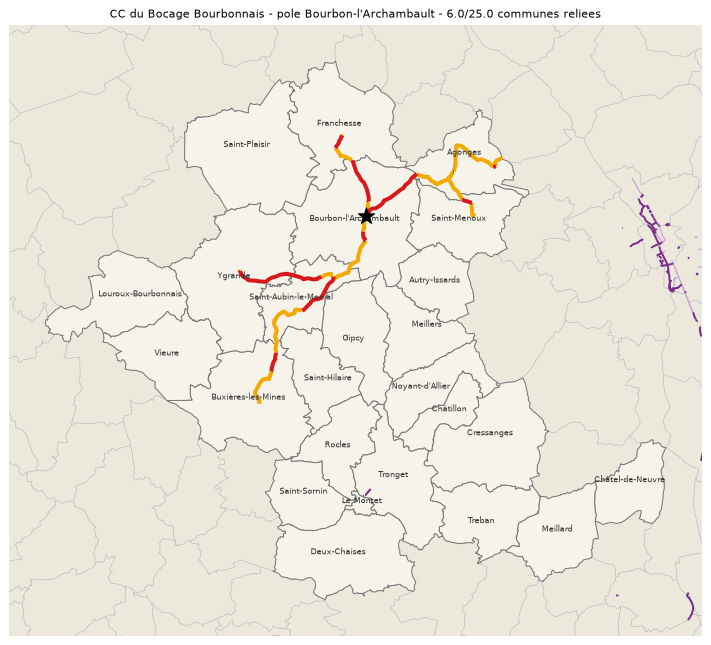 CC du Bocage Bourbonnais - pole Bourbon-l'Archambault - 6.0/25.0 communes reliees
Franchesse
Saint-Plaisir
Agonges
Bourbon-l'Archambault
Saint-Menoux
Ygrande
Autry-Issards
Louroux-Bourbonnais
Saint-Aubin-le-Monial
Meillers
Gipcy
Vieure
Saint-Hilaire
Noyant-d'Allier
Buxières-les-Mines
Châtillon
Cressanges
Rocles
Tronget
Châtel-de-Neuvre
Saint-Sornin
Le Montet
Treban
Meillard
Deux-Chaises